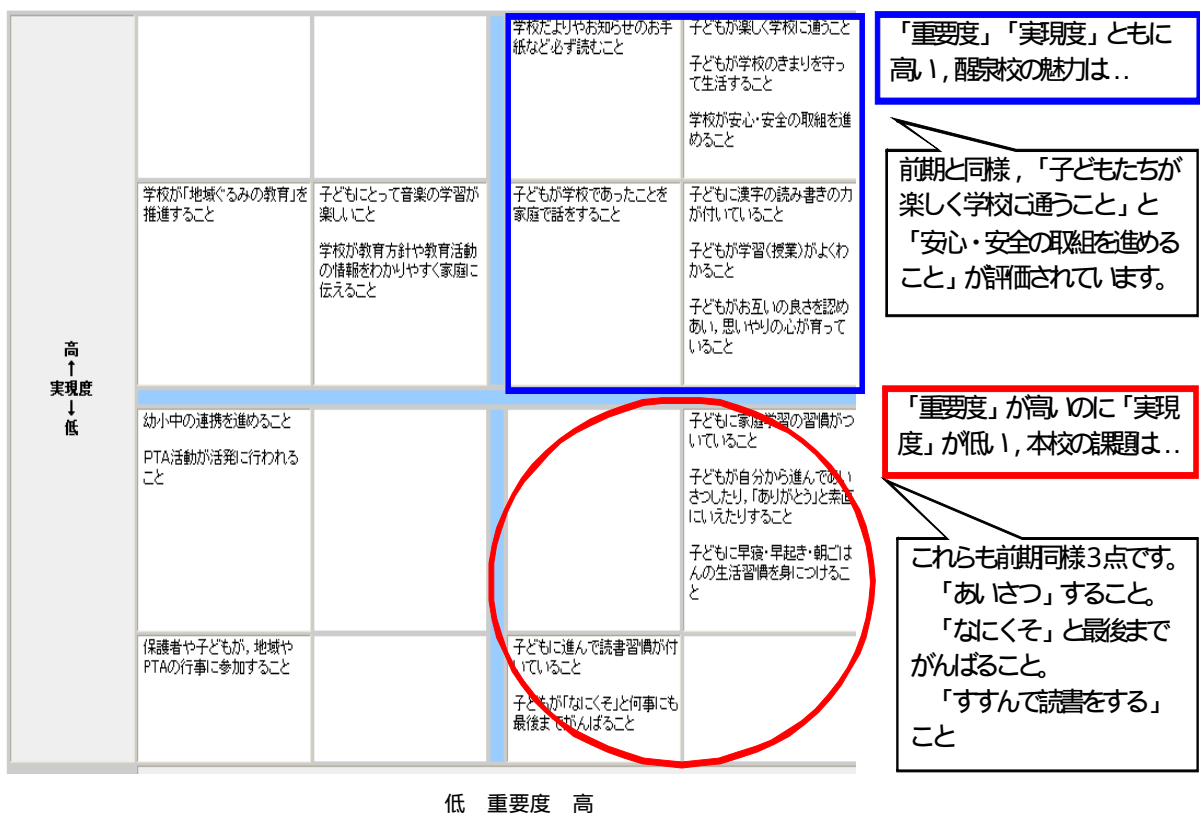 学校だよりやお知らせのお手
紙など必ず読むこと
子どもが楽しく学校に通うこと
子どもが学校のきまりを守っ
て生活すること
学校が安心・安全の取組を進
めること
学校が「地域ぐるみの教育」を
推進すること
子どもにとって音楽の学習が
楽しいこと
学校が教育方針や教育活動
の情報をわかりやすく家庭に
伝えること
子どもが学校であったことを
家庭で話をすること
子どもに漢字の読み書きの力
が付いていること
子どもが学習(授業)がよくわ
かること
子どもがお互いの良さを認め
あい,思いやりの心が育って
いること
高
↑
実現度
↓
低
幼小中の連携を進めること
PTA活動が活発に行われる
こと
子どもに家庭学習の習慣がつ
いていること
子どもが自分から進んであい
さつしたり,「ありがとう」と素直
にいえたりすること
子どもに早寝・早起き・朝ごは
んの生活習慣を身につけるこ
と
保護者や子どもが,地域や
PTAの行事に参加すること
子どもに進んで読書習慣が付
いていること
子どもが「なにくそ」と何事にも
最後までがんばること
低 重要度 高
「重要度」「実現度」ともに
高い,醒泉校の魅力は‥
前期と同様,「子どもたちが
楽しく学校に通うこと」と
「安心・安全の取組を進める
こと」が評価されています。
「重要度」が高いのに「実現
度」が低い,本校の課題は‥
これらも前期同様3点です。
「あいさつ」すること。
「なにくそ」と最後まで
がんばること。
「すすんで読書をする」
こと